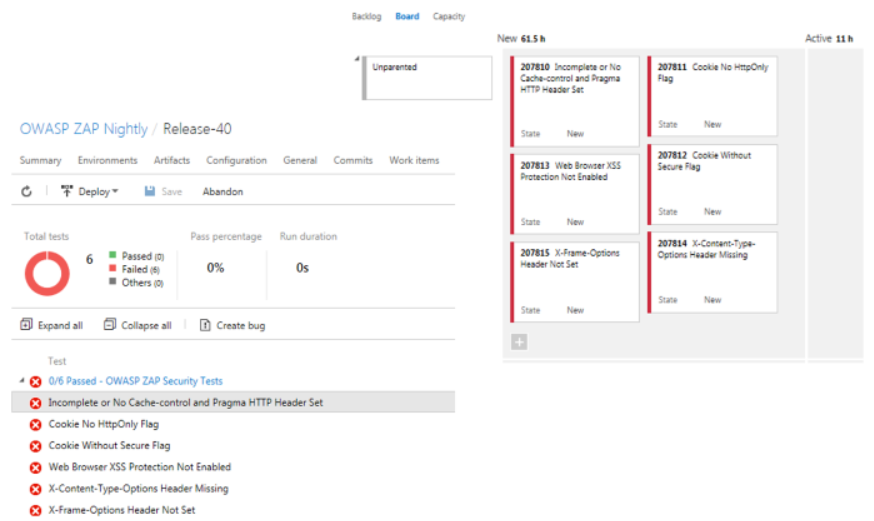 Backlog Board Capacity
New 61.5 h
Active 11 h
Unparented
207810 Incomplete or No
Cache-control and Pragma
HTTP Header Set
State New
207811 Cookie No HttpOnly
Flag
State New
207813 Web Browser XSS
Protection Not Enabled
State New
207812 Cookie Without
Secure Flag
State New
207815 X-Frame-Options
Header Not Set
State New
207814 X-Content-Type-
Options Header Missing
State New
OWASP ZAP Nightly / Release-40
Summary Environments Artifacts Configuration General Commits Work items
Deploy Save Abandon
Total tests
6
Passed (0)
Failed (6)
Others (0)
Pass percentage
0%
Run duration
0s
Expand all Collapse all Create bug
Test
0/6 Passed - OWASP ZAP Security Tests
Incomplete or No Cache-control and Pragma HTTP Header Set
Cookie No HttpOnly Flag
Cookie Without Secure Flag
Web Browser XSS Protection Not Enabled
X-Content-Type-Options Header Missing
X-Frame-Options Header Not Set